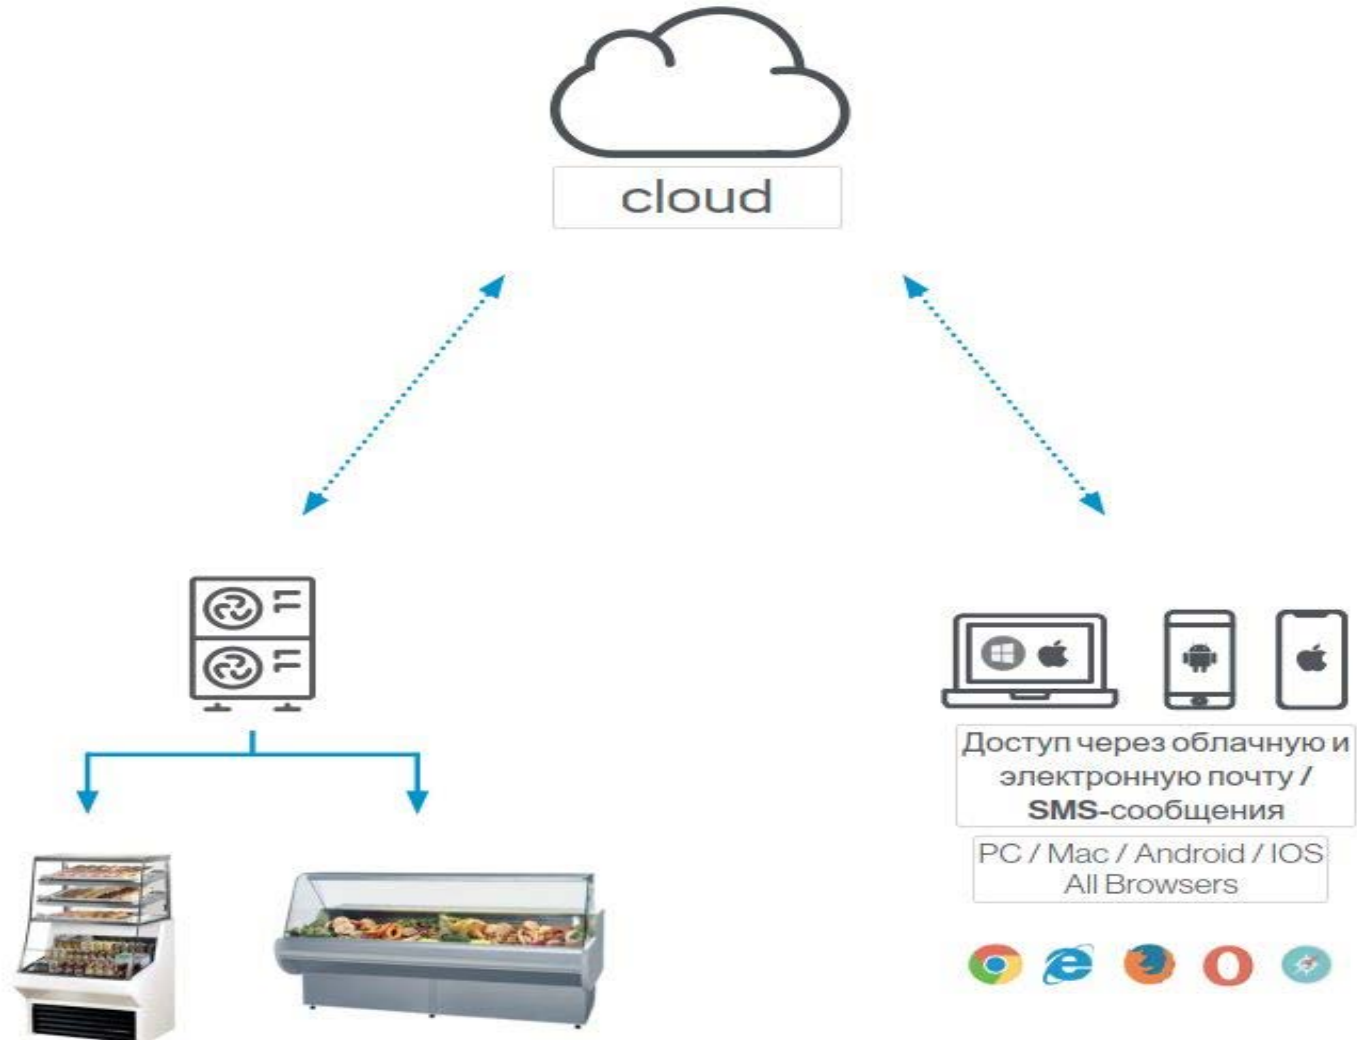 cloud
Доступ через облачную и
электронную почту /
SMS-сообщения
PC / Mac / Android / IOS
All Browsers